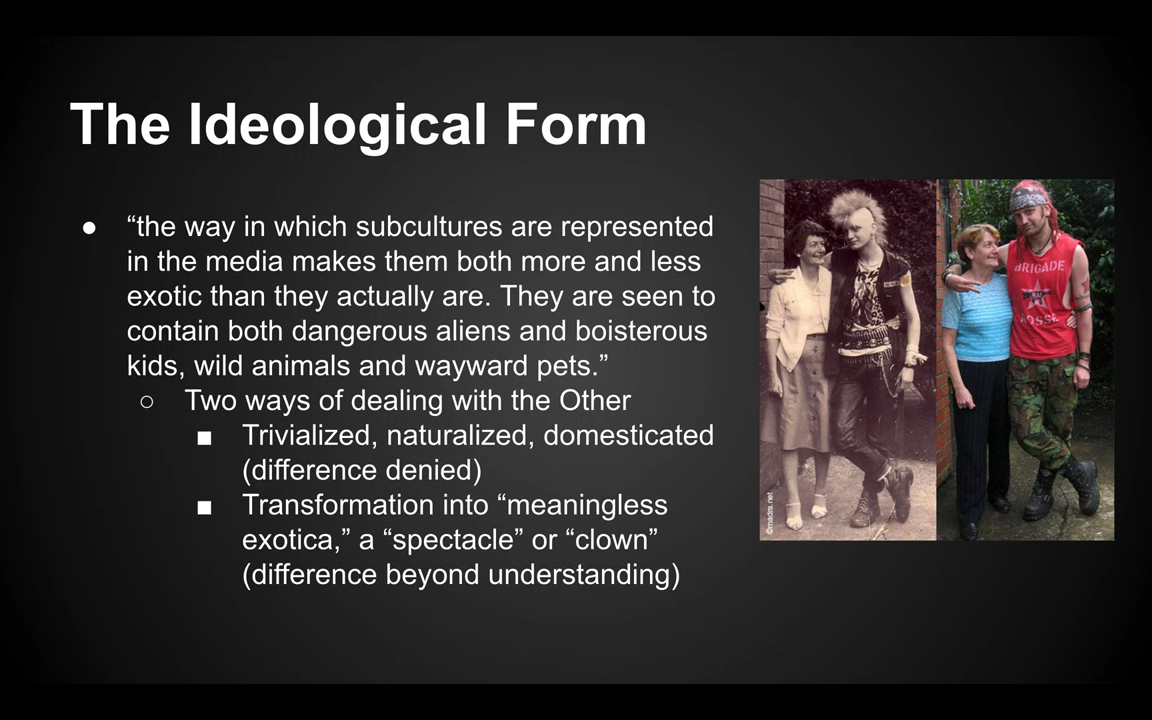 The Ideological Form
● “the way in which subcultures are represented
in the media makes them both more and less
exotic than they actually are. They are seen to
contain both dangerous aliens and boisterous
kids, wild animals and wayward pets.”
○ Two ways of dealing with the Other
■ Trivialized, naturalized, domesticated
(difference denied)
■ Transformation into “meaningless
exotica,” a “spectacle” or “clown”
(difference beyond understanding)
©madra.net
BRIGADE